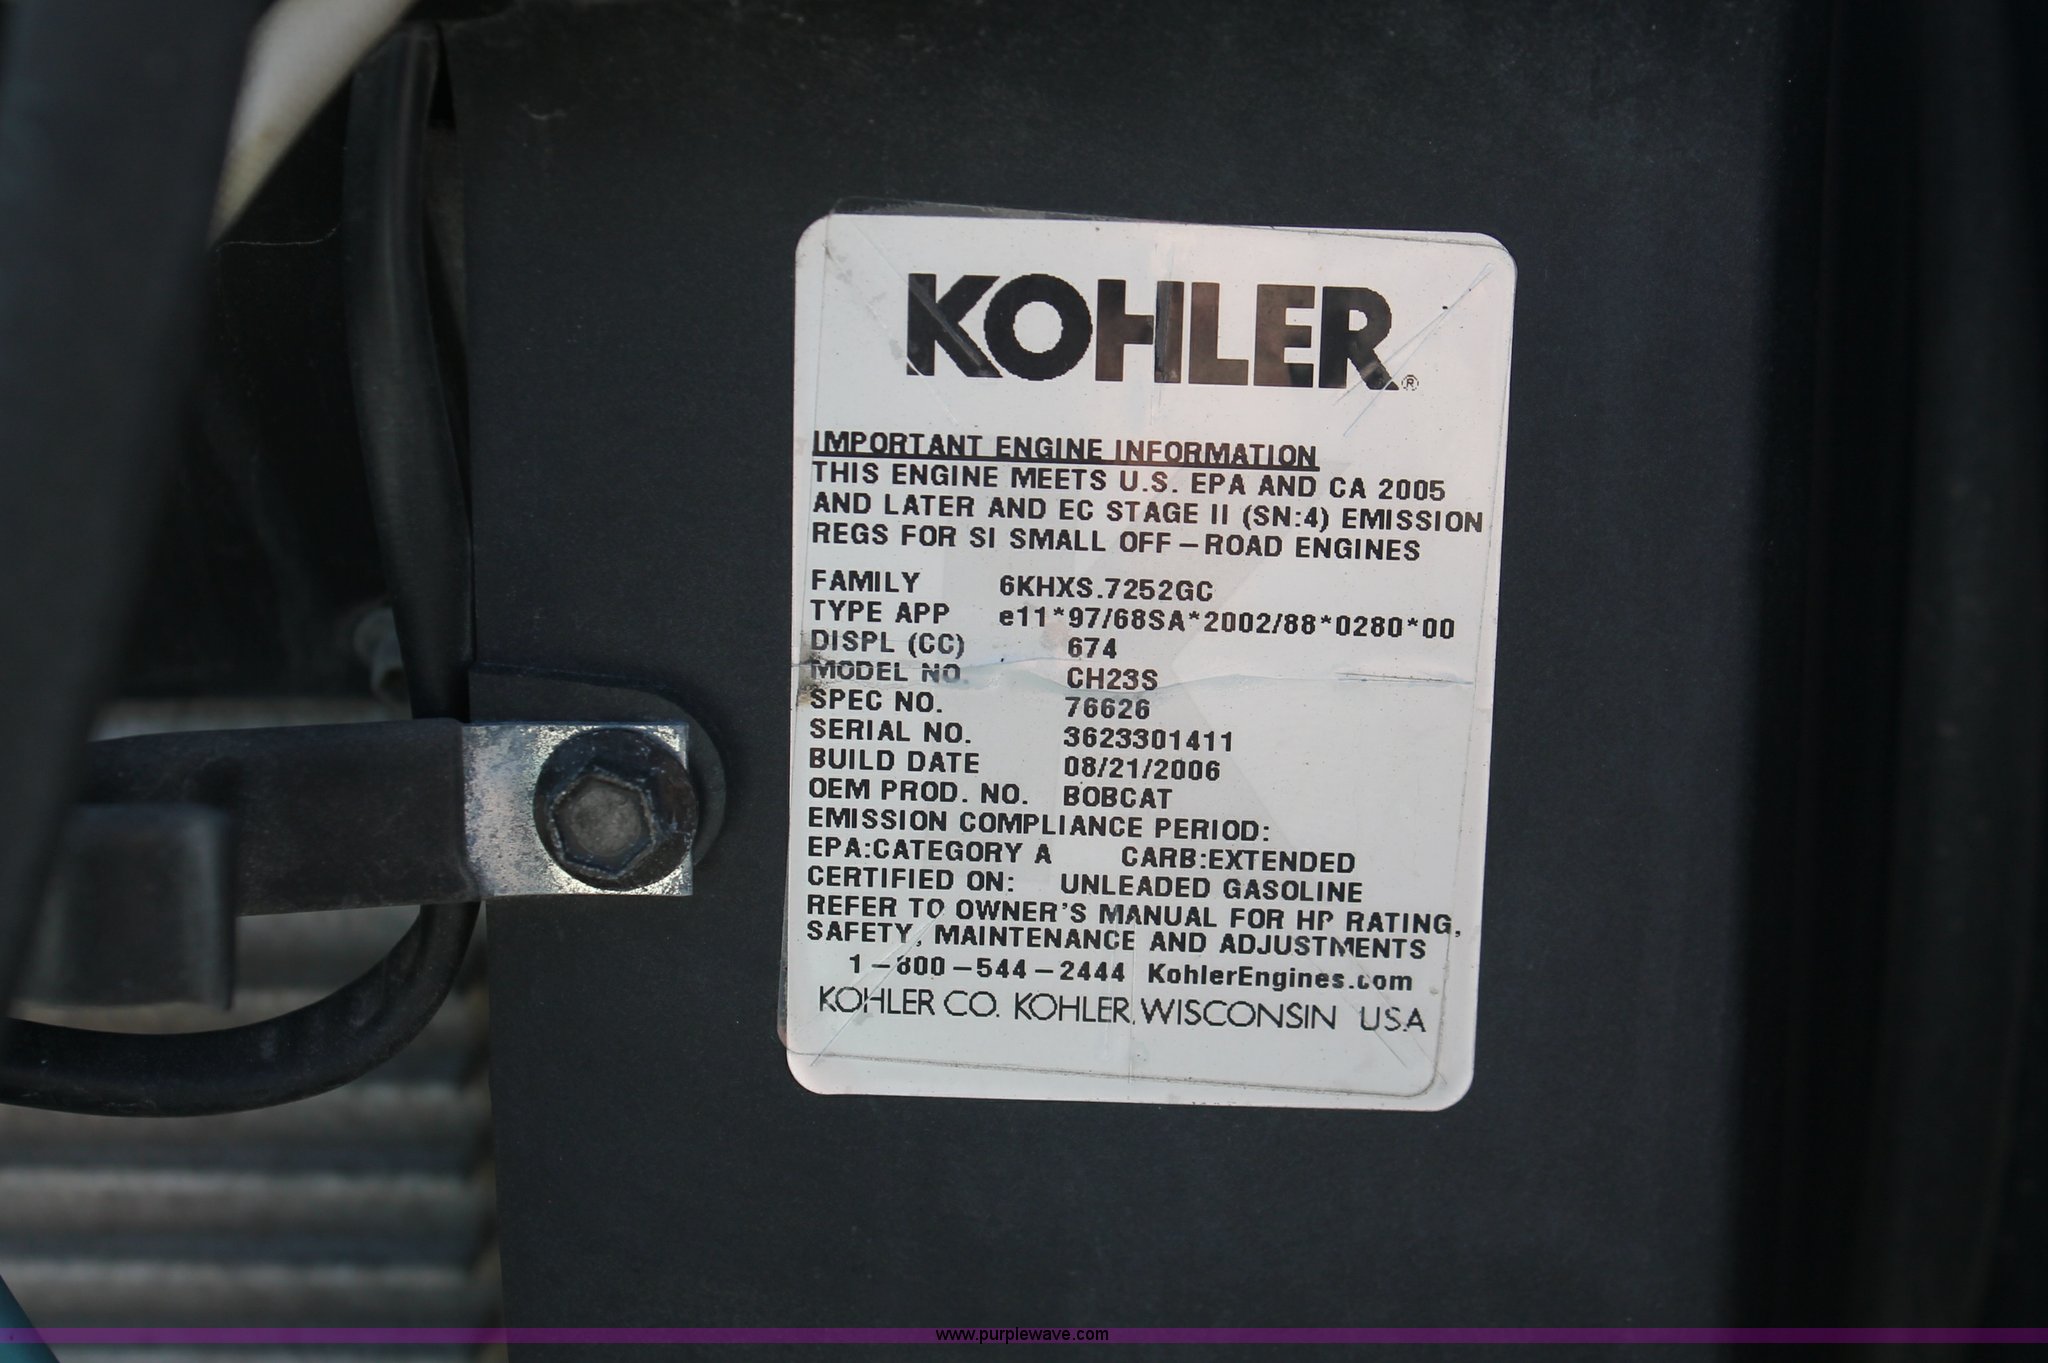 KOHLER®
IMPORTANT ENGINE INFORMATION
THIS ENGINE MEETS U.S. EPA AND CA 2005
AND LATER AND EC STAGE II (SN:4) EMISSION
REGS FOR SI SMALL OFF-ROAD ENGINES
FAMILY 6KHXS.7252GC
TYPE APP e11*97/68SA*2002/88*0280*00
DISPL (CC) 674
MODEL NO. CH23S
SPEC NO. 76626
SERIAL NO. 3623301411
BUILD DATE 08/21/2006
OEM PROD. NO. BOBCAT
EMISSION COMPLIANCE PERIOD:
EPA:CATEGORY A CARB:EXTENDED
CERTIFIED ON: UNLEADED GASOLINE
REFER TO OWNER'S MANUAL FOR HP RATING,
SAFETY, MAINTENANCE AND ADJUSTMENTS
1-800-544-2444 KohlerEngines.com
KOHLER CO. KOHLER, WISCONSIN USA
www.purplewave.com